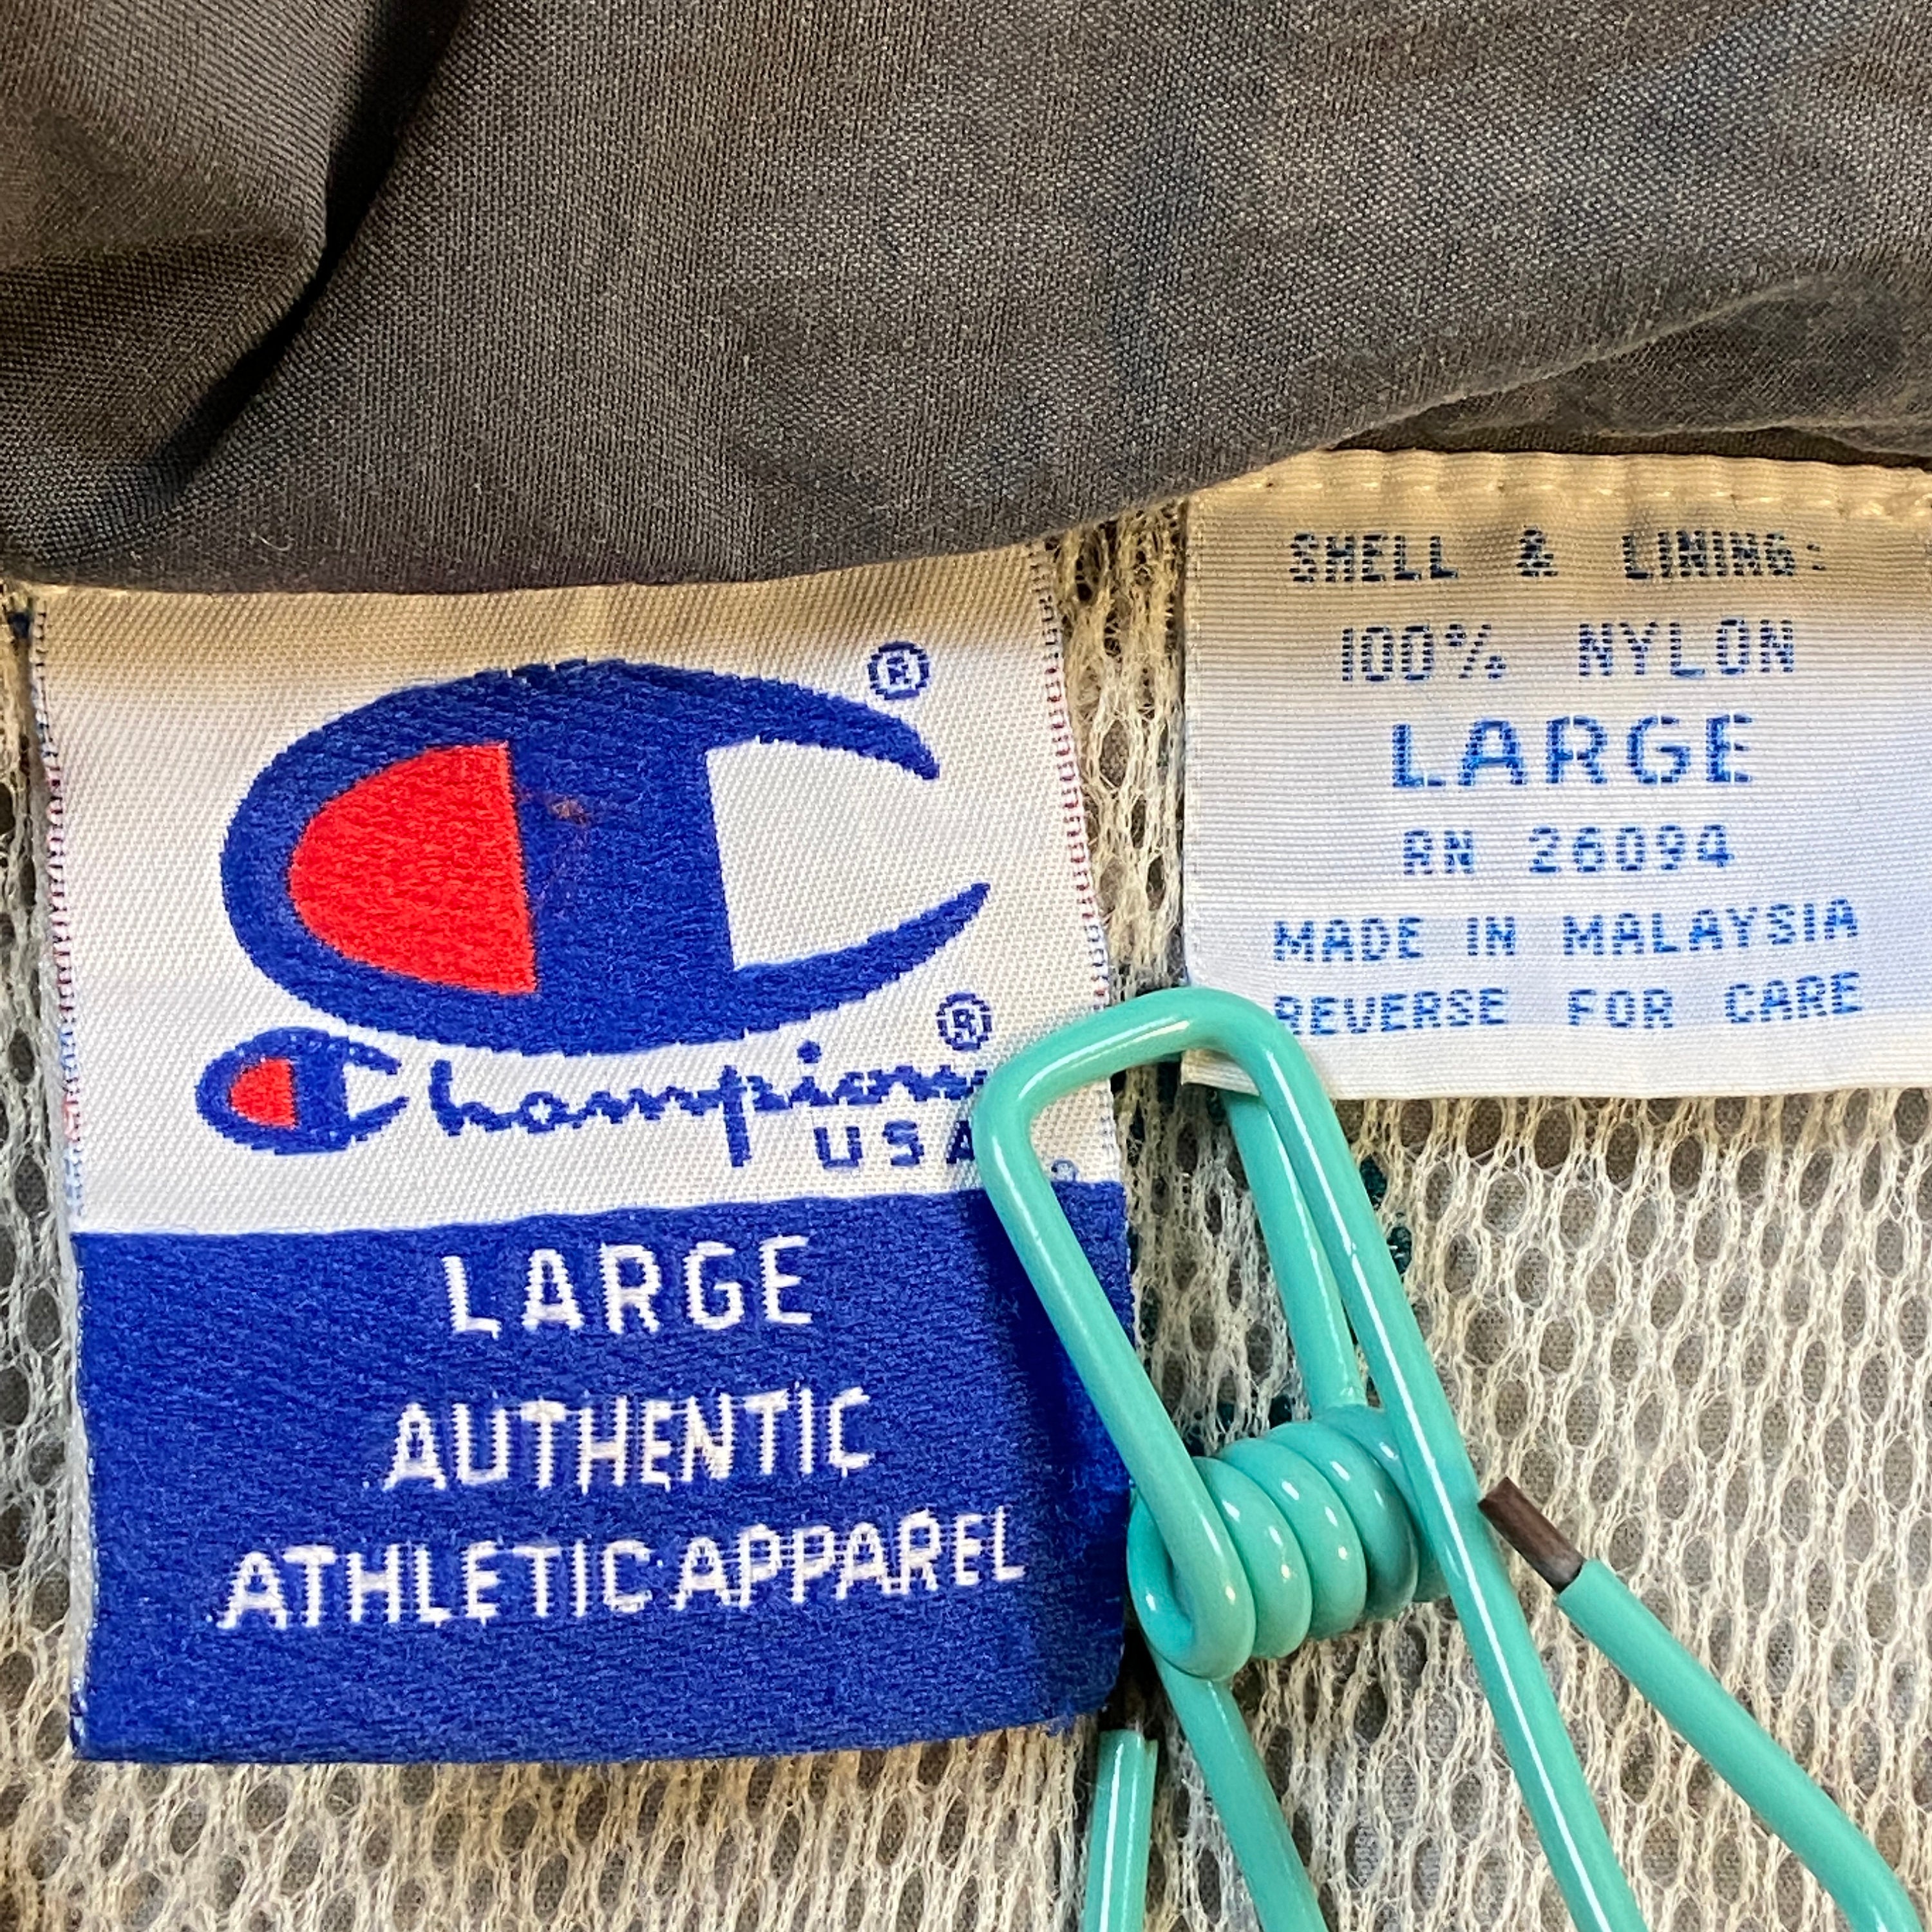 ®
Champion®
USA
LARGE
AUTHENTIC
ATHLETIC APPAREL
SHELL & LINING:
100% NYLON
LARGE
RN 26094
MADE IN MALAYSIA
REVERSE FOR CARE